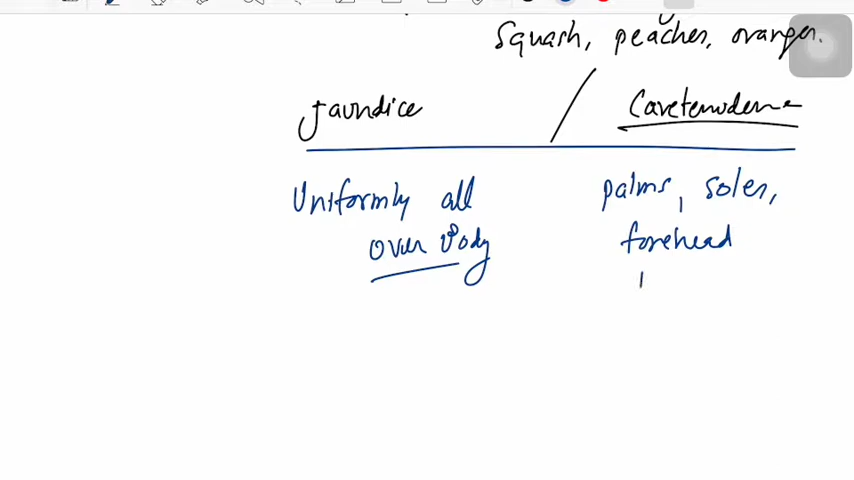 Squash, peaches, oranges.
Jaundice / Carotenoderma
Uniformly all palms, soles,
over body forehead